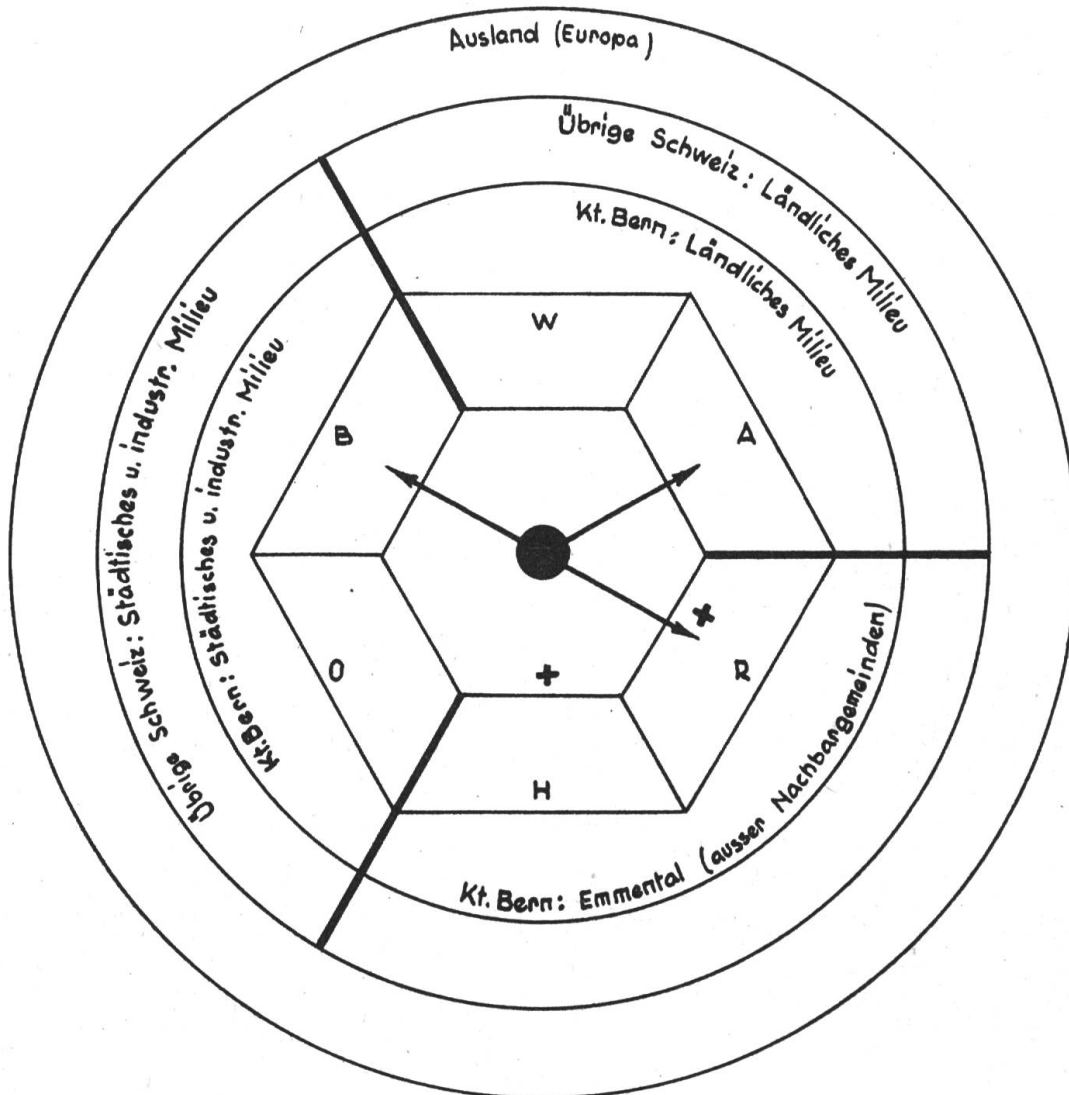 Ausland (Europa)
Übrige Schweiz: Ländliches Milieu
Kt. Bern: Ländliches Milieu
Übrige Schweiz: Städtisches u. industr. Milieu
Kt. Bern: Städtisches u. industr. Milieu
W
B
A
+
O
+
R
H
Kt. Bern: Emmental (ausser Nachbargemeinden)